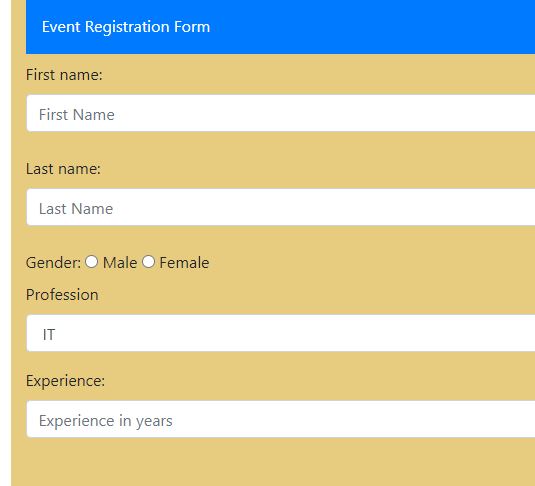 Event Registration Form
First name:
First Name
Last name:
Last Name
Gender: Male Female
Profession
IT
Experience:
Experience in years